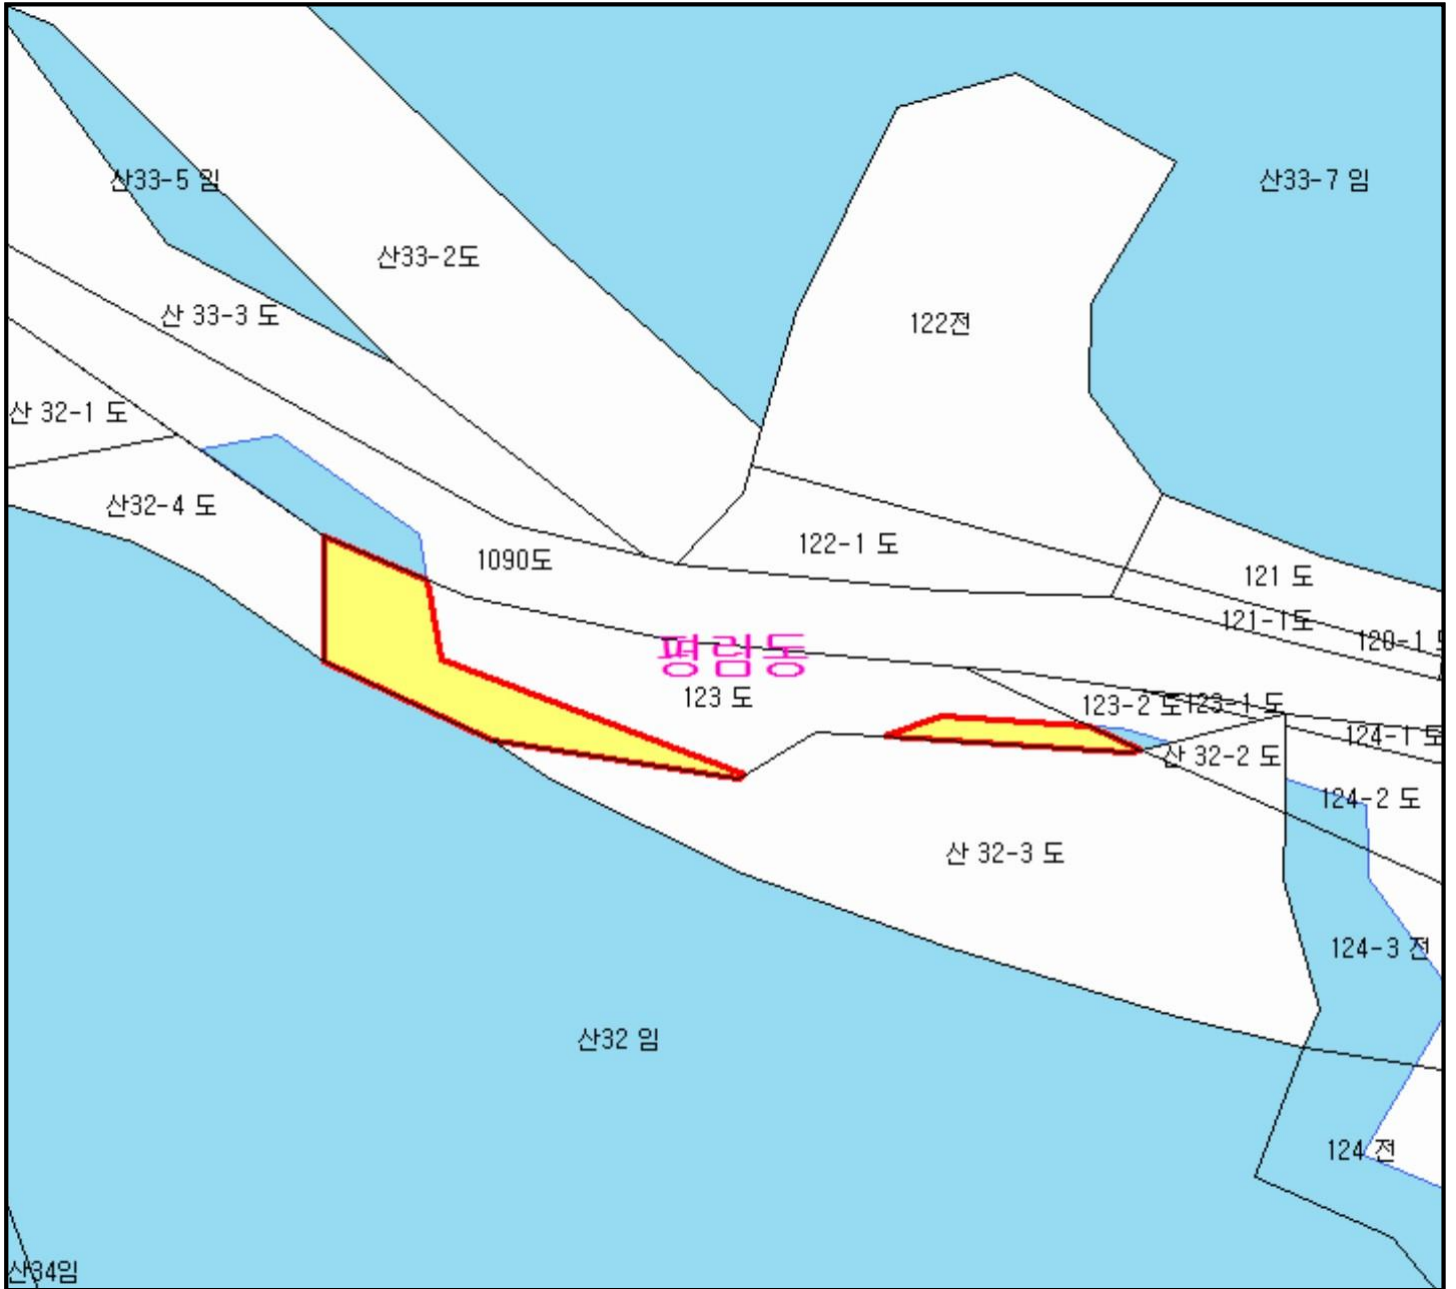 산33-5 임
산33-7 임
산33-2도
산 33-3 도
122전
산 32-1 도
산32-4 도
1090도
122-1 도
121 도
121-1도
120-1
평림동
123 도
123-2 도
123-1 도
124-1 도
산 32-2 도
124-2 도
산 32-3 도
124-3 전
산32 임
124 전
산34임